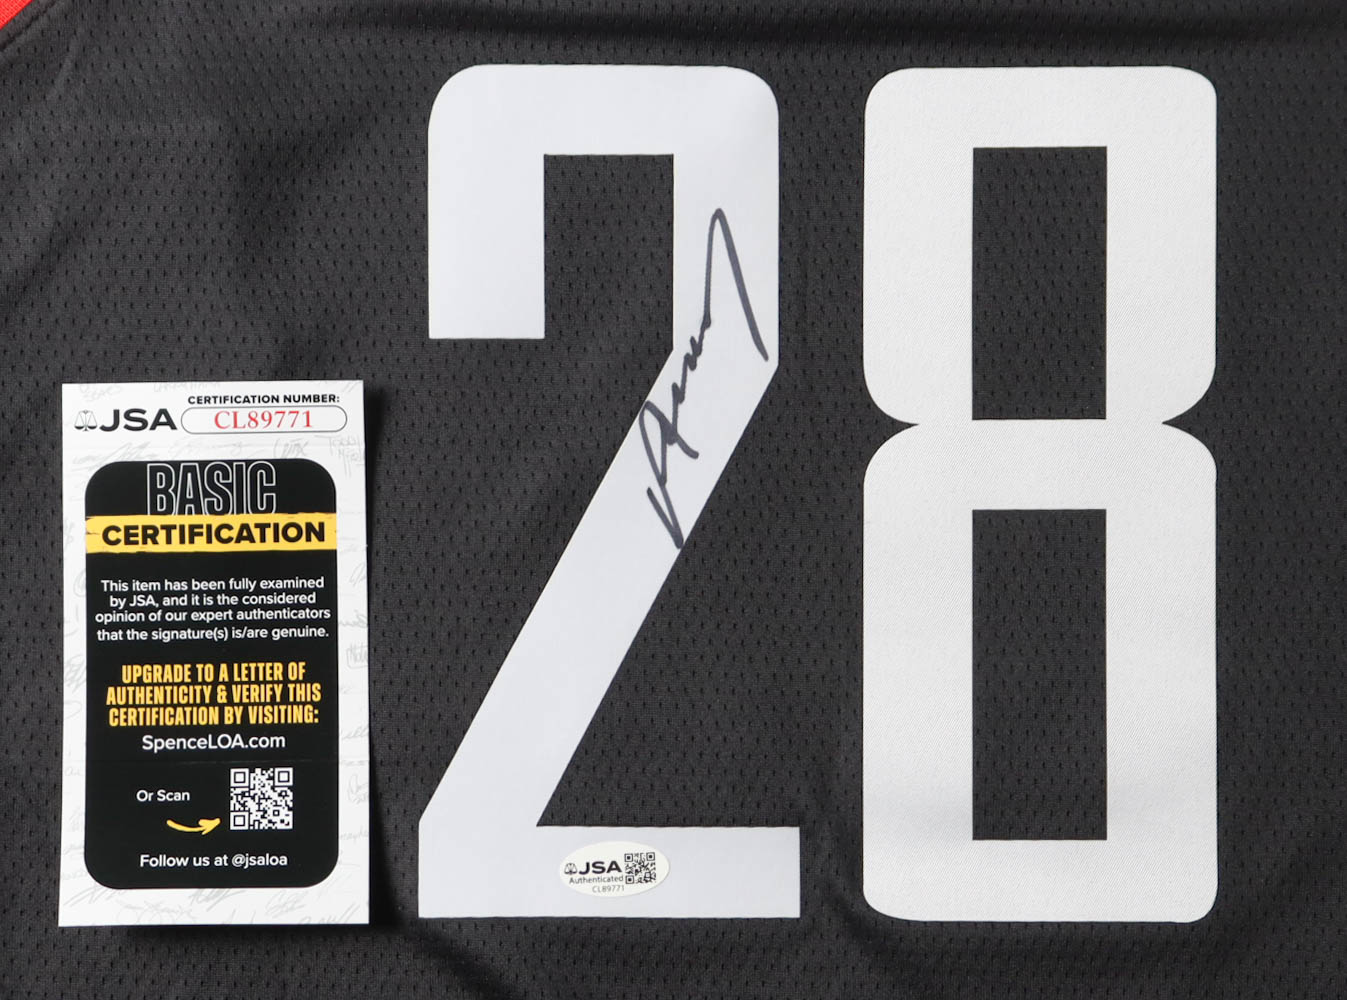 28
JSA
CERTIFICATION NUMBER:
CL89771
BASIC
CERTIFICATION
This item has been fully examined
by JSA, and it is the considered
opinion of our expert authenticators
that the signature(s) is/are genuine.
UPGRADE TO A LETTER OF
AUTHENTICITY & VERIFY THIS
CERTIFICATION BY VISITING:
SpenceLOA.com
Or Scan
Follow us at @jsaloa
JSA
Authenticated
CL89771